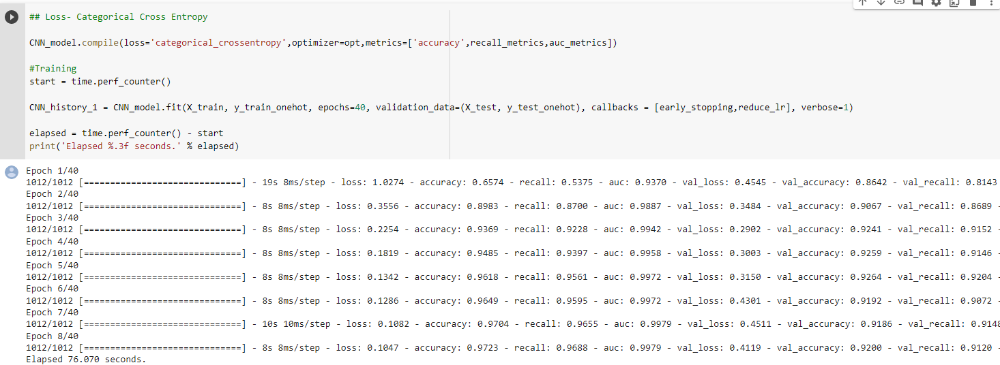 ## Loss- Categorical Cross Entropy
CNN_model.compile(loss='categorical_crossentropy',optimizer=opt,metrics=['accuracy',recall_metrics,auc_metrics])
#Training
start = time.perf_counter()
CNN_history_1 = CNN_model.fit(X_train, y_train_onehot, epochs=40, validation_data=(X_test, y_test_onehot), callbacks = [early_stopping,reduce_lr], verbose=1)
elapsed = time.perf_counter() - start
print('Elapsed %.3f seconds.' % elapsed)
Epoch 1/40
1012/1012 [==============================] - 19s 8ms/step - loss: 1.0274 - accuracy: 0.6574 - recall: 0.5375 - auc: 0.9370 - val_loss: 0.4545 - val_accuracy: 0.8642 - val_recall: 0.8143
Epoch 2/40
1012/1012 [==============================] - 8s 8ms/step - loss: 0.3556 - accuracy: 0.8983 - recall: 0.8700 - auc: 0.9887 - val_loss: 0.3484 - val_accuracy: 0.9067 - val_recall: 0.8689 -
Epoch 3/40
1012/1012 [==============================] - 8s 8ms/step - loss: 0.2254 - accuracy: 0.9369 - recall: 0.9228 - auc: 0.9942 - val_loss: 0.2902 - val_accuracy: 0.9241 - val_recall: 0.9152 -
Epoch 4/40
1012/1012 [==============================] - 8s 8ms/step - loss: 0.1819 - accuracy: 0.9485 - recall: 0.9397 - auc: 0.9958 - val_loss: 0.3003 - val_accuracy: 0.9259 - val_recall: 0.9146 -
Epoch 5/40
1012/1012 [==============================] - 8s 8ms/step - loss: 0.1342 - accuracy: 0.9618 - recall: 0.9561 - auc: 0.9972 - val_loss: 0.3150 - val_accuracy: 0.9264 - val_recall: 0.9204 -
Epoch 6/40
1012/1012 [==============================] - 8s 8ms/step - loss: 0.1286 - accuracy: 0.9649 - recall: 0.9595 - auc: 0.9972 - val_loss: 0.4301 - val_accuracy: 0.9192 - val_recall: 0.9072 -
Epoch 7/40
1012/1012 [==============================] - 10s 10ms/step - loss: 0.1082 - accuracy: 0.9704 - recall: 0.9655 - auc: 0.9979 - val_loss: 0.4511 - val_accuracy: 0.9186 - val_recall: 0.9148
Epoch 8/40
1012/1012 [==============================] - 8s 8ms/step - loss: 0.1047 - accuracy: 0.9723 - recall: 0.9688 - auc: 0.9979 - val_loss: 0.4119 - val_accuracy: 0.9200 - val_recall: 0.9120 -
Elapsed 76.070 seconds.